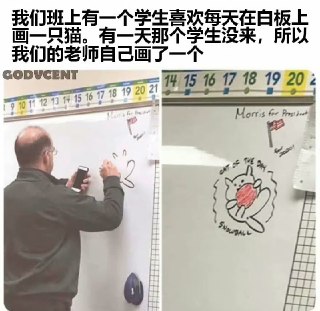 我们班上有一个学生喜欢每天在白板上
画一只猫。有一天那个学生没来，所以
我们的老师自己画了一个
GODVCENT
9 10 11 12 13 14 15 16 17 18 19 20 21
Morris for President
14 15 16 17 18 19 20
Morris for President
CAT OF THE DAY
SNOWBALL